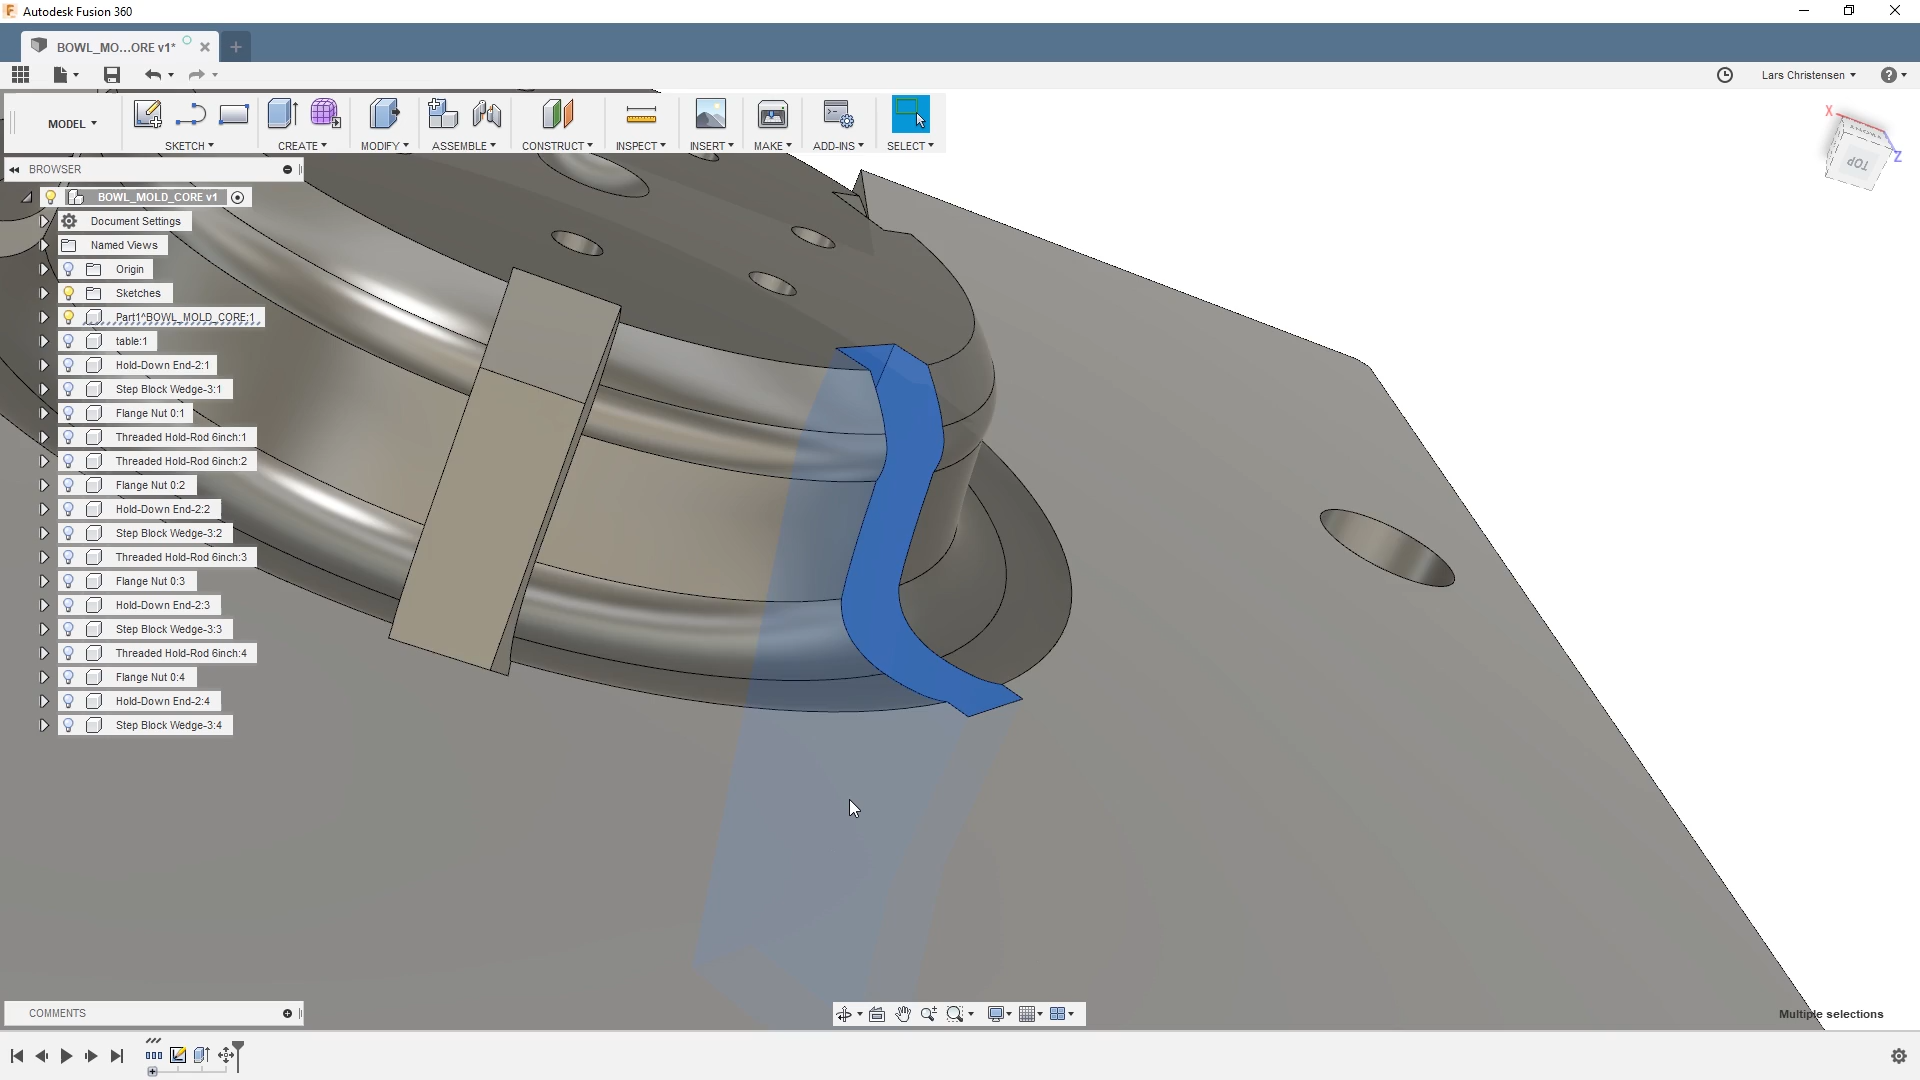 Autodesk Fusion 360
BOWL_MO...ORE v1*
Lars Christensen
MODEL
SKETCH
CREATE
MODIFY
ASSEMBLE
CONSTRUCT
INSPECT
INSERT
MAKE
ADD-INS
SELECT
X
TOP
Z
BROWSER
BOWL_MOLD_CORE v1
Document Settings
Named Views
Origin
Sketches
Part1^BOWL_MOLD_CORE:1
table:1
Hold-Down End-2:1
Step Block Wedge-3:1
Flange Nut 0:1
Threaded Hold-Rod 6inch:1
Threaded Hold-Rod 6inch:2
Flange Nut 0:2
Hold-Down End-2:2
Step Block Wedge-3:2
Threaded Hold-Rod 6inch:3
Flange Nut 0:3
Hold-Down End-2:3
Step Block Wedge-3:3
Threaded Hold-Rod 6inch:4
Flange Nut 0:4
Hold-Down End-2:4
Step Block Wedge-3:4
COMMENTS
Multiple selections